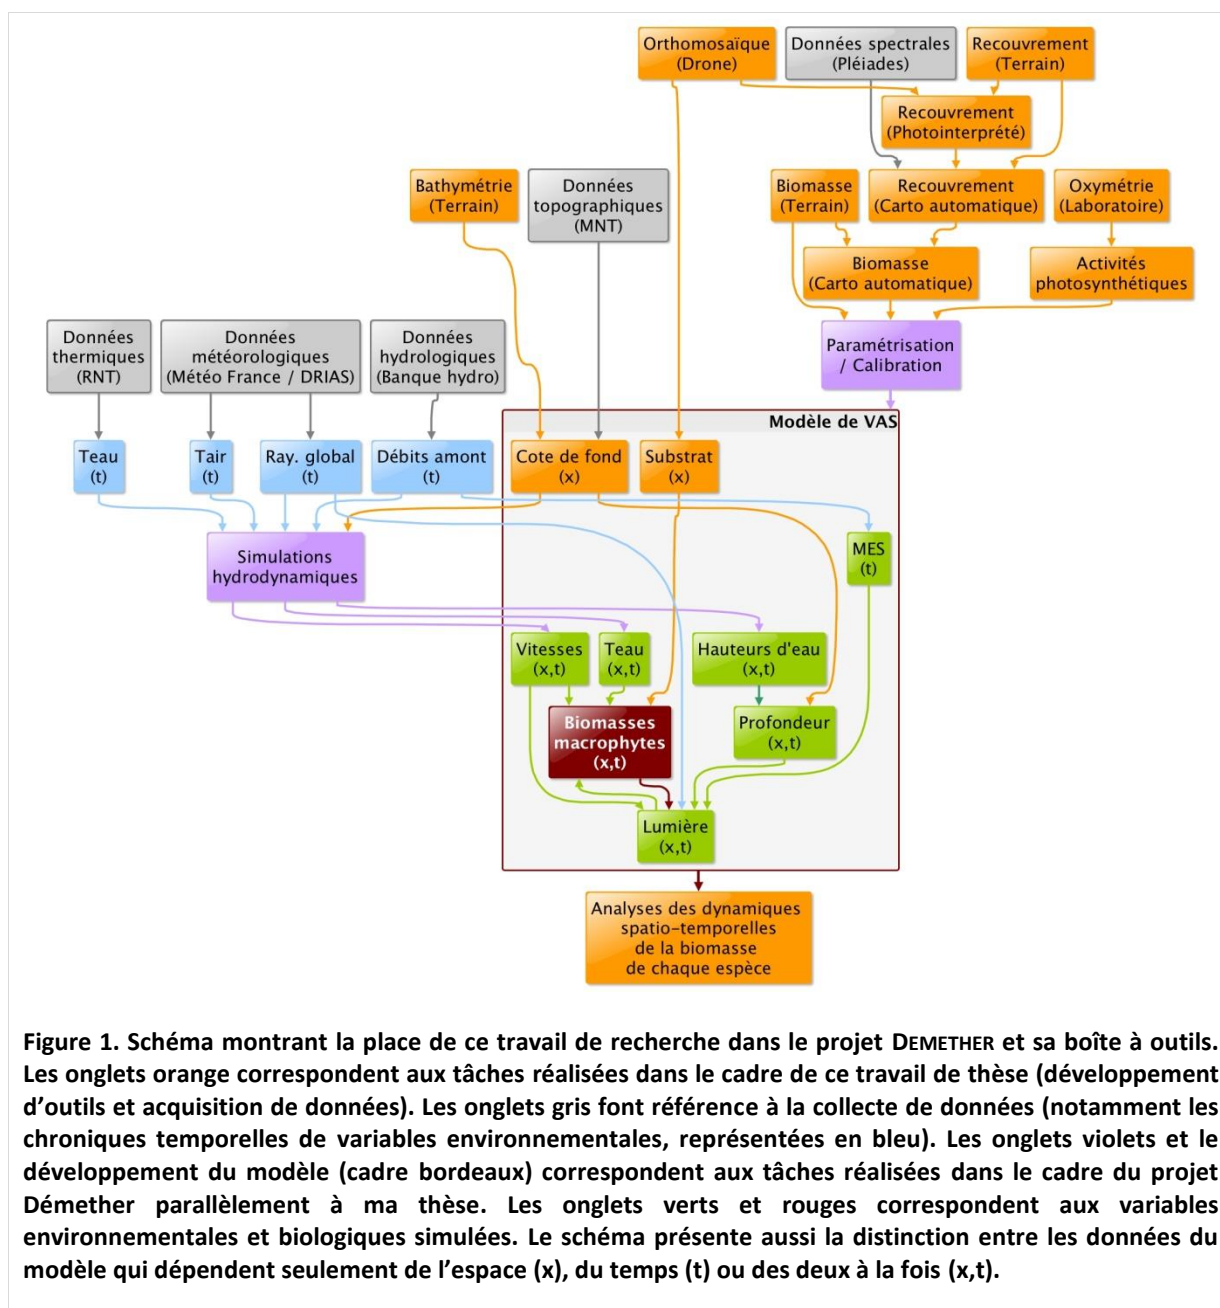 Orthomosaïque
(Drone)
Données spectrales
(Pléiades)
Recouvrement
(Terrain)
Recouvrement
(Photointerprété)
Bathymétrie
(Terrain)
Données
topographiques
(MNT)
Biomasse
(Terrain)
Recouvrement
(Carto automatique)
Oxymétrie
(Laboratoire)
Biomasse
(Carto automatique)
Activités
photosynthétiques
Données
thermiques
(RNT)
Données
météorologiques
(Météo France / DRIAS)
Données
hydrologiques
(Banque hydro)
Paramétrisation
/ Calibration
Modèle de VAS
Teau
(t)
Tair
(t)
Ray. global
(t)
Débits amont
(t)
Cote de fond
(x)
Substrat
(x)
Simulations
hydrodynamiques
MES
(t)
Vitesses
(x,t)
Teau
(x,t)
Hauteurs d'eau
(x,t)
Biomasses
macrophytes
(x,t)
Profondeur
(x,t)
Lumière
(x,t)
Analyses des dynamiques
spatio-temporelles
de la biomasse
de chaque espèce
Figure 1. Schéma montrant la place de ce travail de recherche dans le projet DEMETHER et sa boîte à outils.
Les onglets orange correspondent aux tâches réalisées dans le cadre de ce travail de thèse (développement
d’outils et acquisition de données). Les onglets gris font référence à la collecte de données (notamment les
chroniques temporelles de variables environnementales, représentées en bleu). Les onglets violets et le
développement du modèle (cadre bordeaux) correspondent aux tâches réalisées dans le cadre du projet
Démether parallèlement à ma thèse. Les onglets verts et rouges correspondent aux variables
environnementales et biologiques simulées. Le schéma présente aussi la distinction entre les données du
modèle qui dépendent seulement de l’espace (x), du temps (t) ou des deux à la fois (x,t).